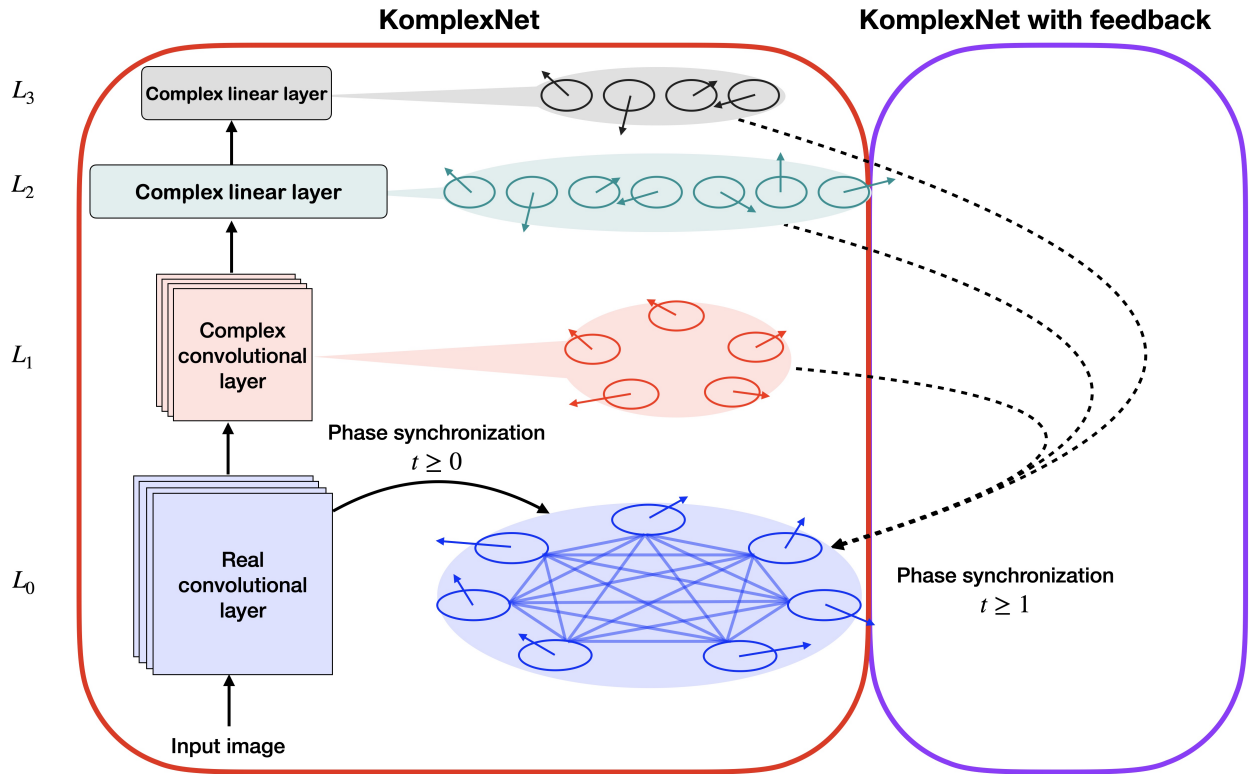 KomplexNet
KomplexNet with feedback
L₃
Complex linear layer
L₂
Complex linear layer
L₁
Complex
convolutional
layer
Phase synchronization
t ≥ 0
L₀
Real
convolutional
layer
Phase synchronization
t ≥ 1
Input image